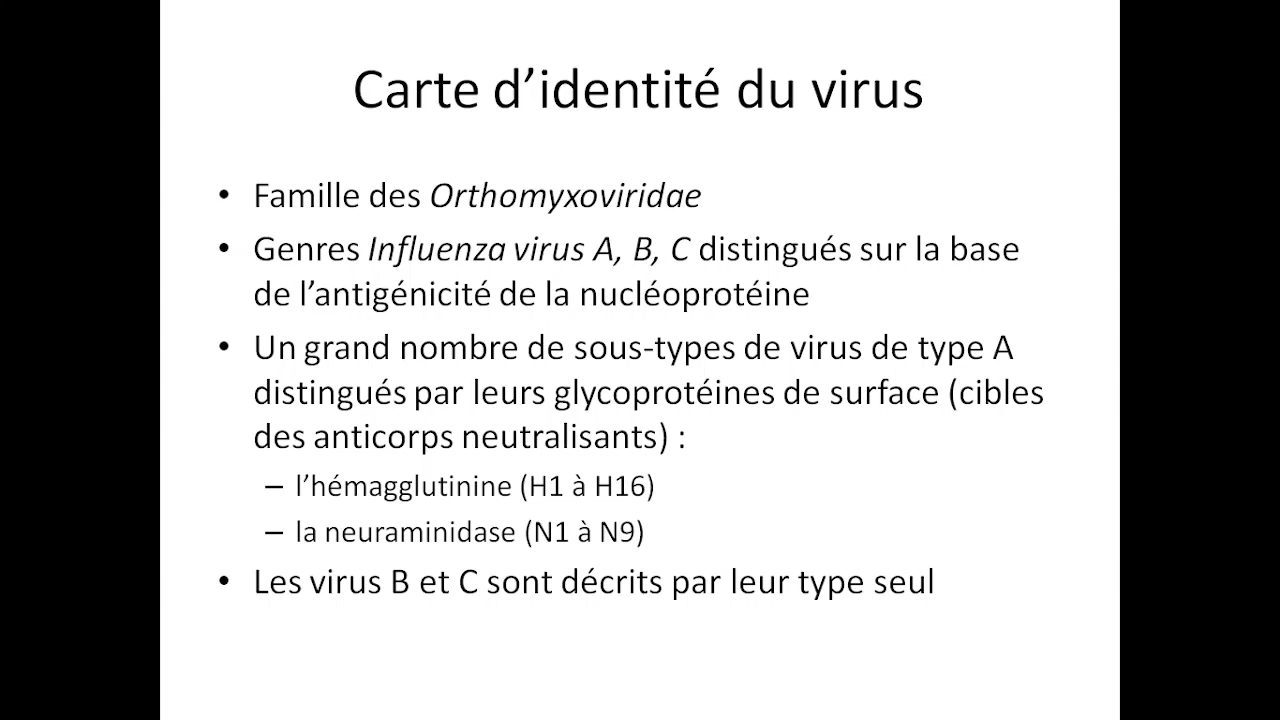 Carte d’identité du virus
• Famille des Orthomyxoviridae
• Genres Influenza virus A, B, C distingués sur la base
de l’antigénicité de la nucléoprotéine
• Un grand nombre de sous-types de virus de type A
distingués par leurs glycoprotéines de surface (cibles
des anticorps neutralisants) :
– l’hémagglutinine (H1 à H16)
– la neuraminidase (N1 à N9)
• Les virus B et C sont décrits par leur type seul